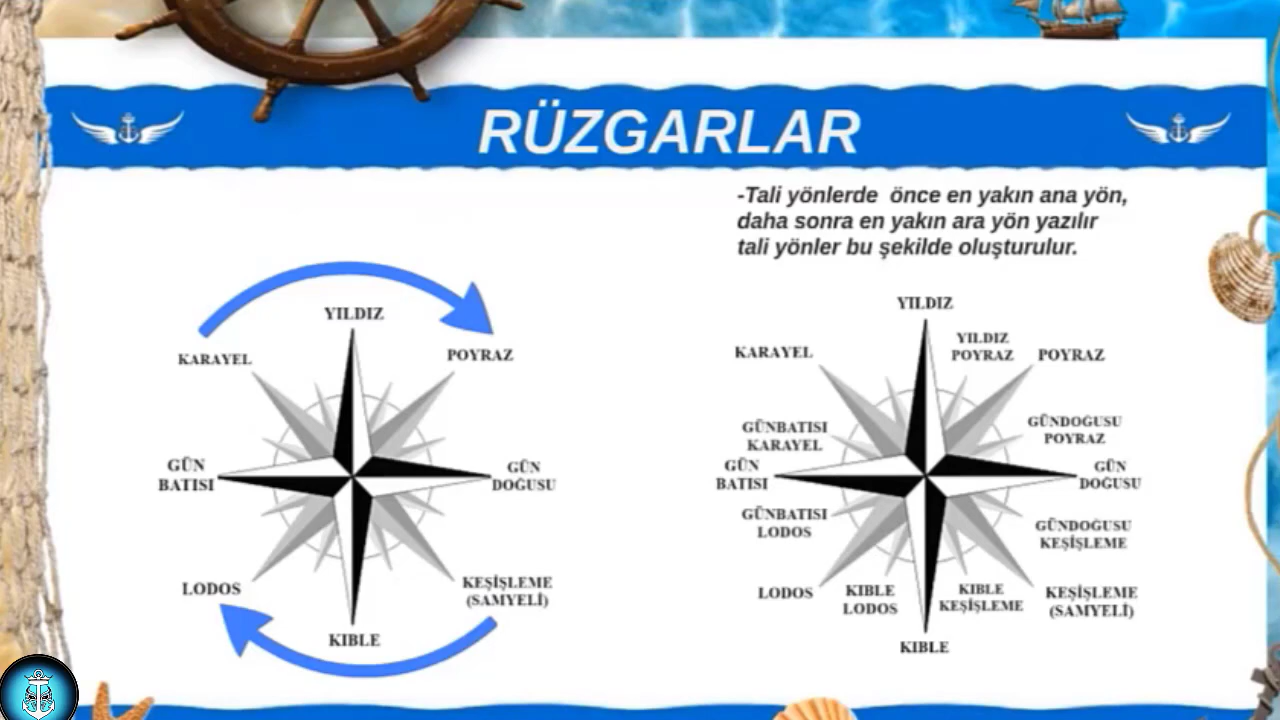 RÜZGARLAR
-Tali yönlerde önce en yakın ana yön,
daha sonra en yakın ara yön yazılır
tali yönler bu şekilde oluşturulur.
YILDIZ
KARAYEL
POYRAZ
GÜN
BATISI
GÜN
DOĞUSU
LODOS
KEŞİŞLEME
(SAMYELİ)
KIBLE
YILDIZ
KARAYEL
YILDIZ
POYRAZ
POYRAZ
GÜNBATISI
KARAYEL
GÜNDOĞUSU
POYRAZ
GÜN
BATISI
GÜN
DOĞUSU
GÜNBATISI
LODOS
GÜNDOĞUSU
KEŞİŞLEME
LODOS
KIBLE
LODOS
KIBLE
KEŞİŞLEME
KEŞİŞLEME
(SAMYELİ)
KIBLE